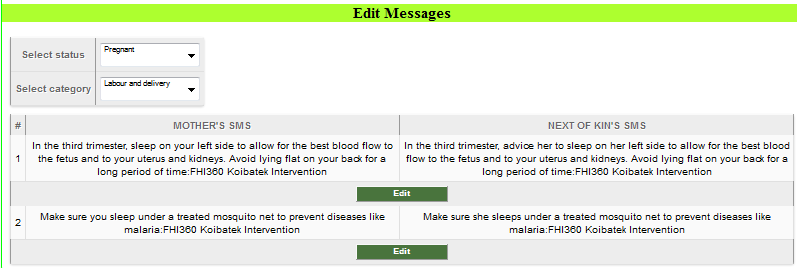 Edit Messages
Select status
Pregnant
Select category
Labour and delivery
# MOTHER'S SMS NEXT OF KIN'S SMS
1
In the third trimester, sleep on your left side to allow for the best blood flow to
the fetus and to your uterus and kidneys. Avoid lying flat on your back for a
long period of time:FHI360 Koibatek Intervention
In the third trimester, advice her to sleep on her left side to allow for the best blood
flow to the fetus and to your uterus and kidneys. Avoid lying flat on your back for a
long period of time:FHI360 Koibatek Intervention
Edit
2
Make sure you sleep under a treated mosquito net to prevent diseases like
malaria:FHI360 Koibatek Intervention
Make sure she sleeps under a treated mosquito net to prevent diseases like
malaria:FHI360 Koibatek Intervention
Edit